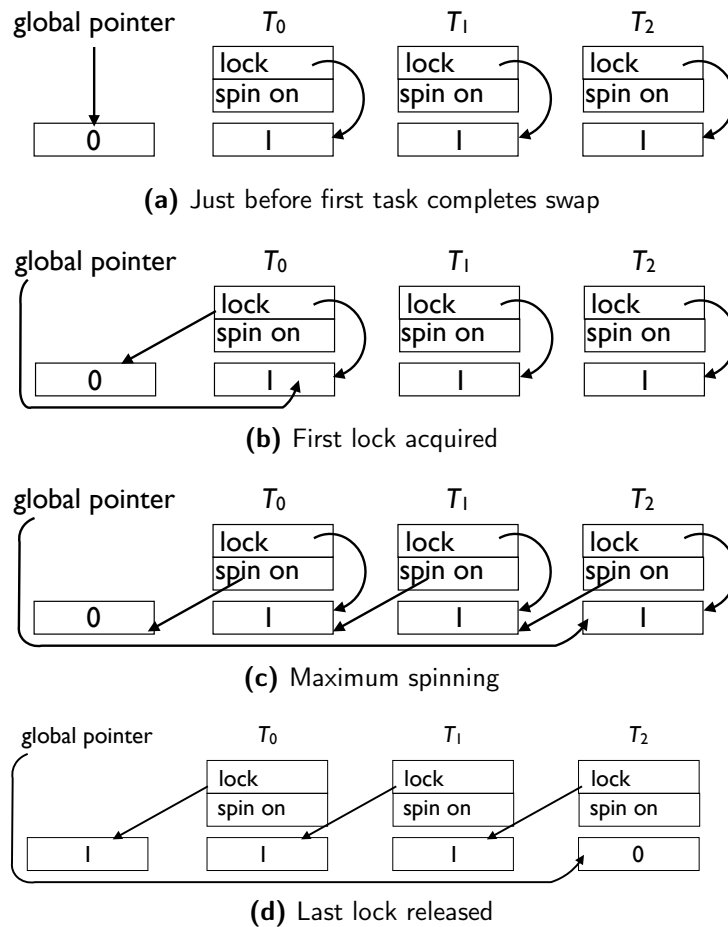 global pointer T0 T1 T2
lock lock lock
spin on spin on spin on
0 1 1 1
(a) Just before first task completes swap
global pointer T0 T1 T2
lock lock lock
spin on spin on spin on
0 1 1 1
(b) First lock acquired
global pointer T0 T1 T2
lock lock lock
spin on spin on spin on
0 1 1 1
(c) Maximum spinning
global pointer T0 T1 T2
lock lock lock
spin on spin on spin on
1 1 1 0
(d) Last lock released